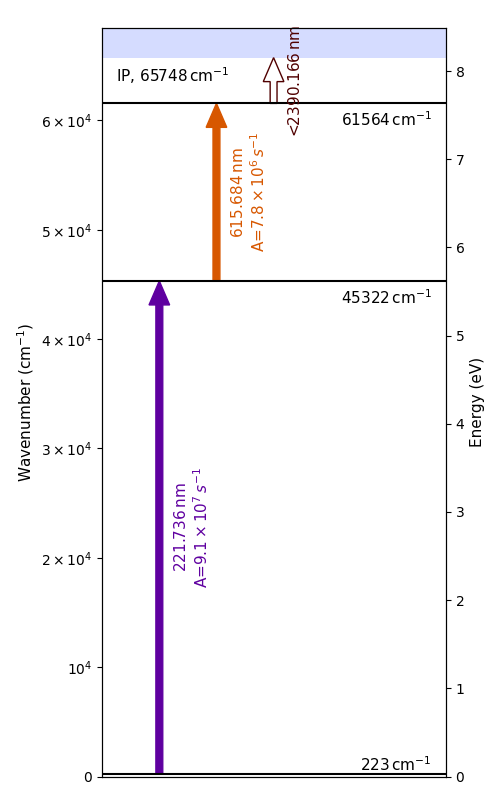 IP, 65748 cm⁻¹
<2390.166 nm
61564 cm⁻¹
615.684 nm
A=7.8 × 10⁶ s⁻¹
45322 cm⁻¹
221.736 nm
A=9.1 × 10⁷ s⁻¹
223 cm⁻¹
Wavenumber (cm⁻¹)
6 × 10⁴
5 × 10⁴
4 × 10⁴
3 × 10⁴
2 × 10⁴
10⁴
0
Energy (eV)
8
7
6
5
4
3
2
1
0